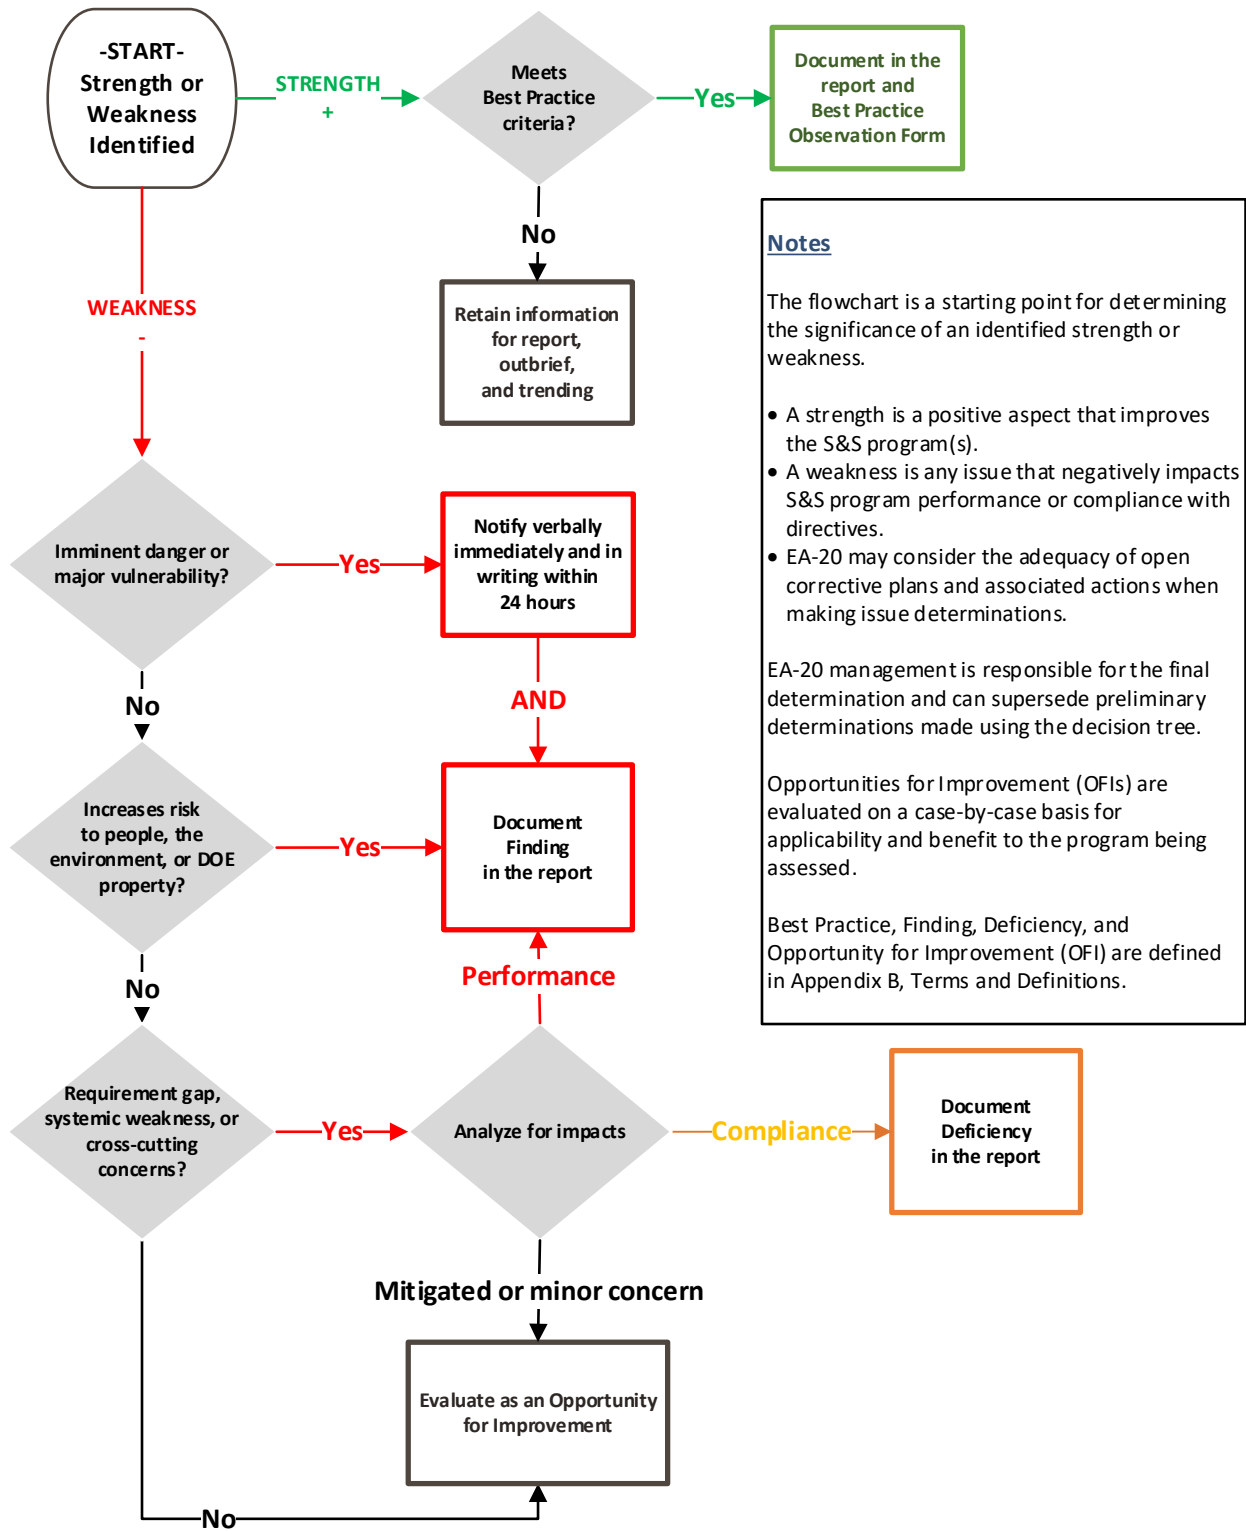 -START-
Strength or
Weakness
Identified
STRENGTH
+
Meets
Best Practice
criteria?
Yes
Document in the
report and
Best Practice
Observation Form
No
Retain information
for report,
outbrief,
and trending
WEAKNESS
-
Imminent danger or
major vulnerability?
Yes
Notify verbally
immediately and in
writing within
24 hours
AND
No
Increases risk
to people, the
environment, or DOE
property?
Yes
Document
Finding
in the report
Performance
No
Requirement gap,
systemic weakness, or
cross-cutting
concerns?
Yes
Analyze for impacts
Compliance
Document
Deficiency
in the report
Mitigated or minor concern
Evaluate as an Opportunity
for Improvement
No
Notes
The flowchart is a starting point for determining
the significance of an identified strength or
weakness.
• A strength is a positive aspect that improves
the S&S program(s).
• A weakness is any issue that negatively impacts
S&S program performance or compliance with
directives.
• EA-20 may consider the adequacy of open
corrective plans and associated actions when
making issue determinations.
EA-20 management is responsible for the final
determination and can supersede preliminary
determinations made using the decision tree.
Opportunities for Improvement (OFIs) are
evaluated on a case-by-case basis for
applicability and benefit to the program being
assessed.
Best Practice, Finding, Deficiency, and
Opportunity for Improvement (OFI) are defined
in Appendix B, Terms and Definitions.